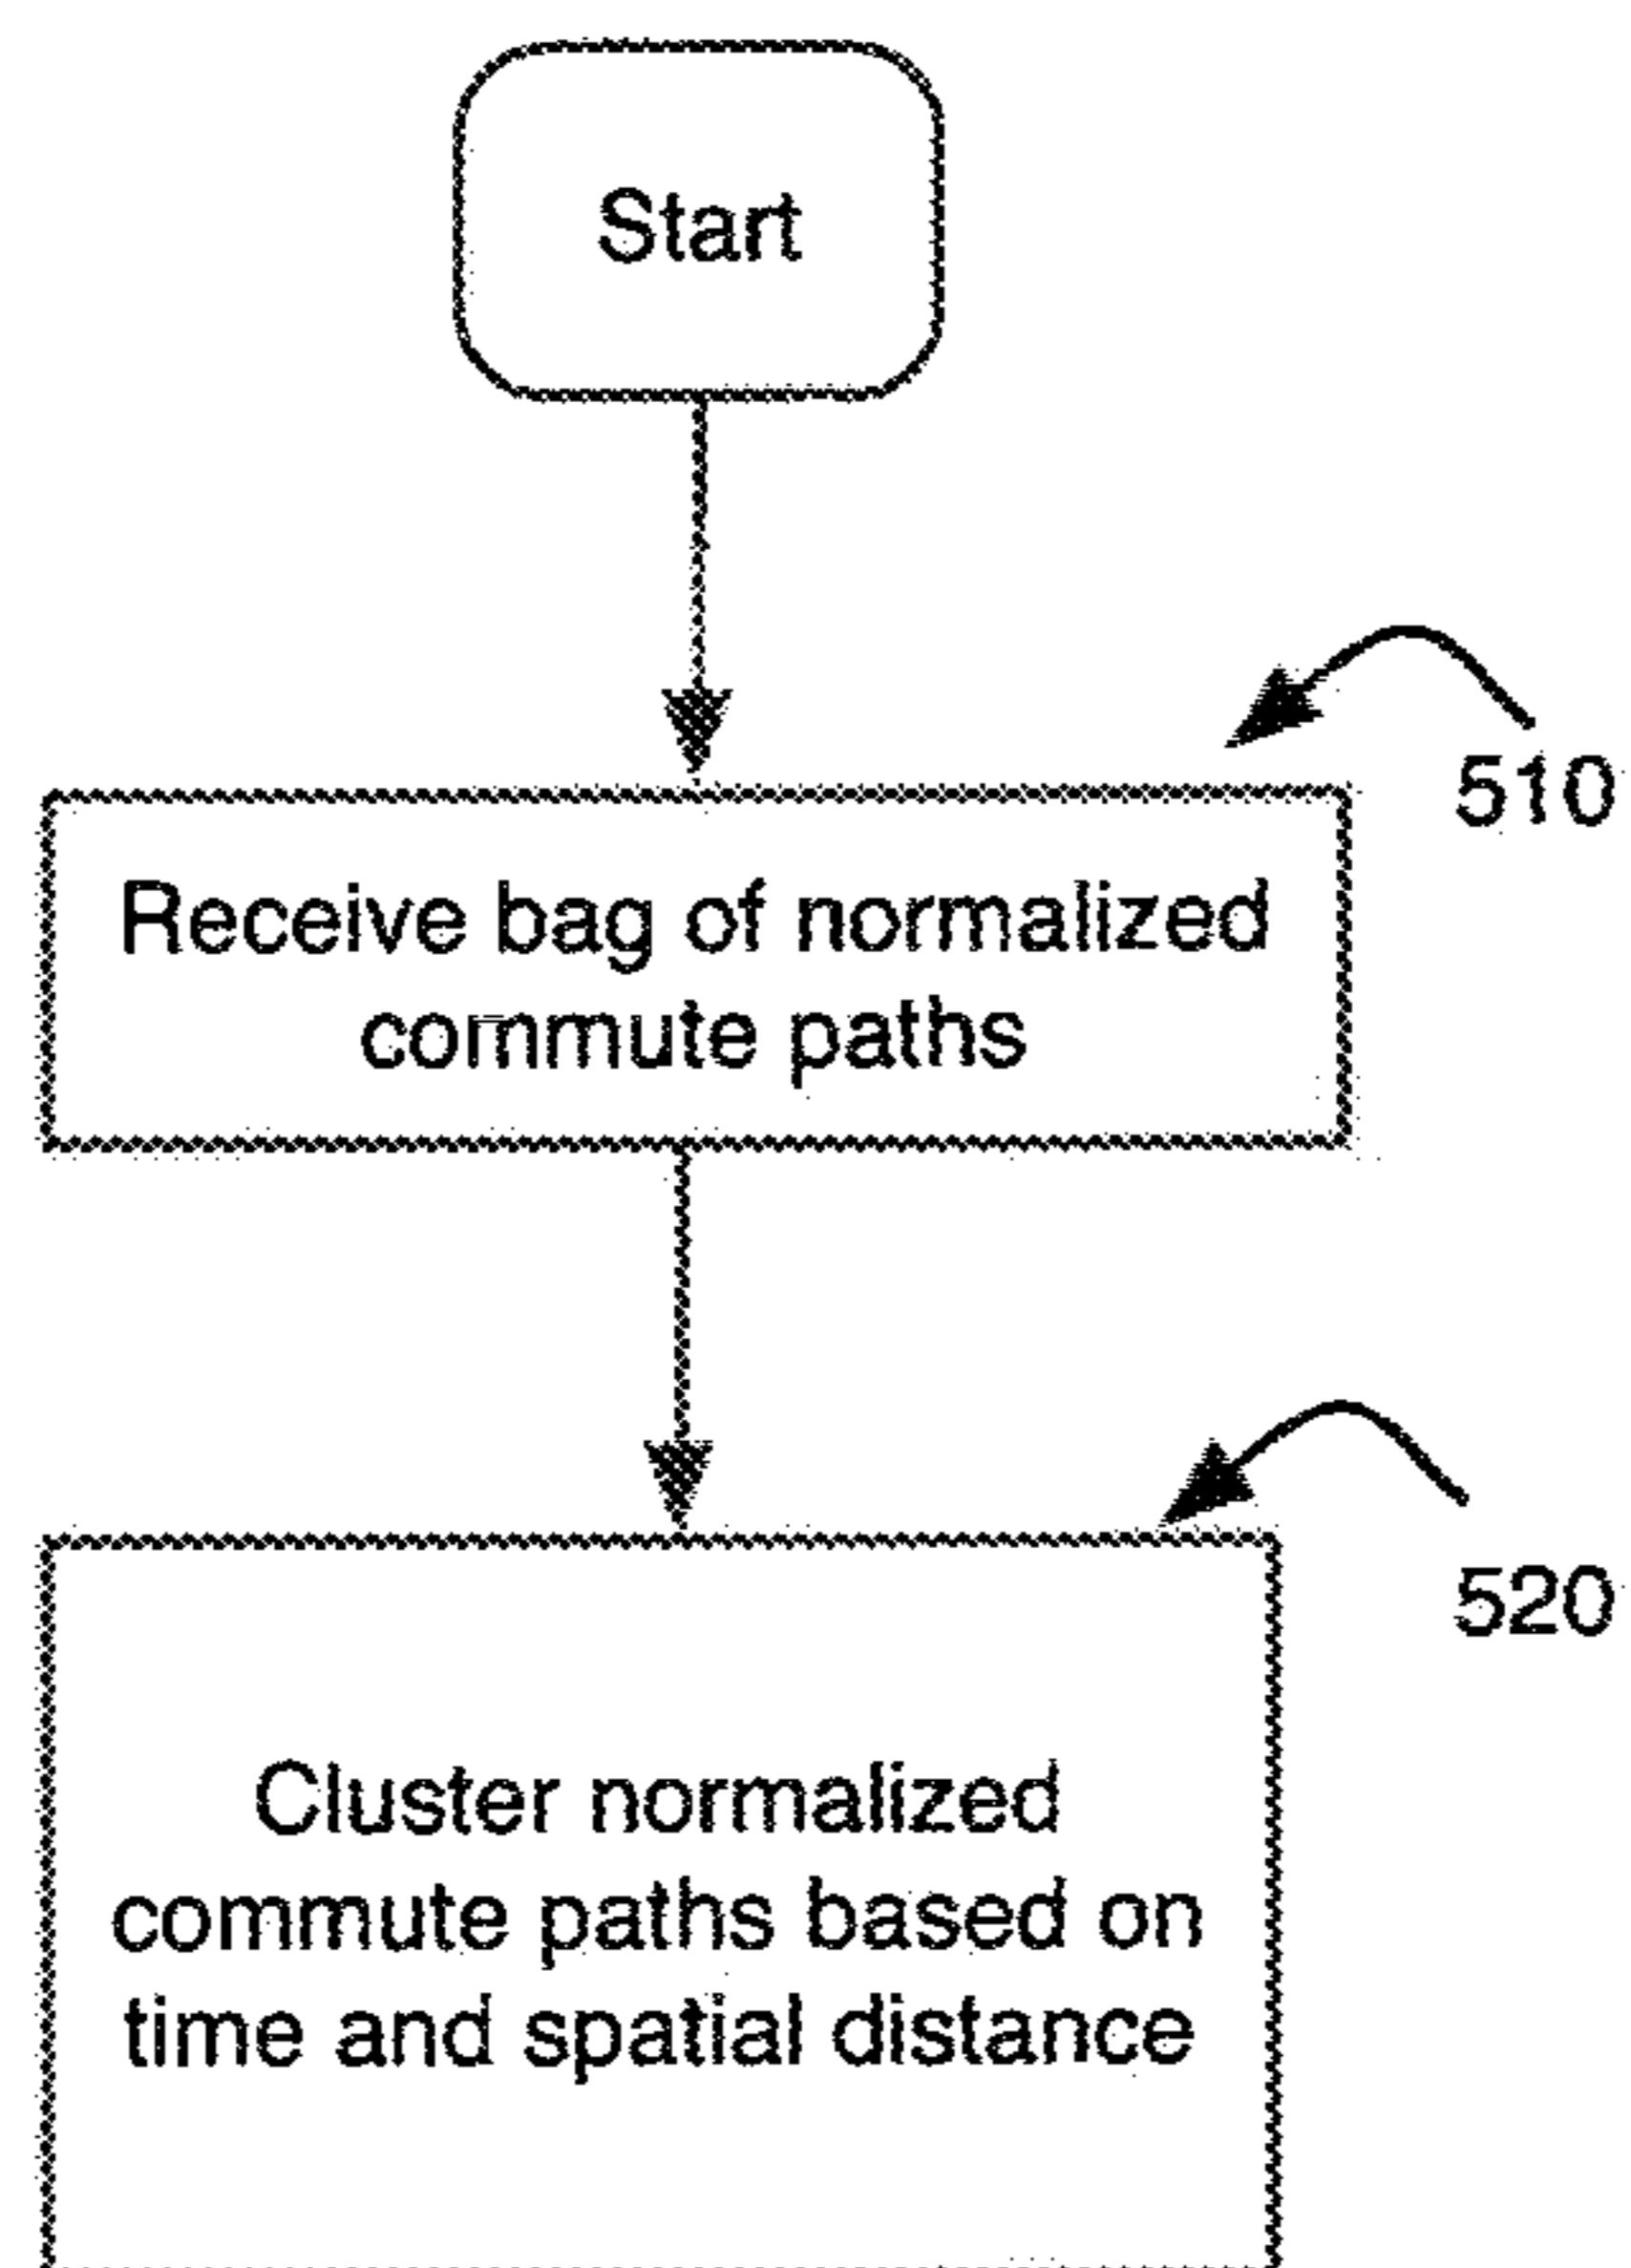 Start
510
Receive bag of normalized
commute paths
520
Cluster normalized
commute paths based on
time and spatial distance